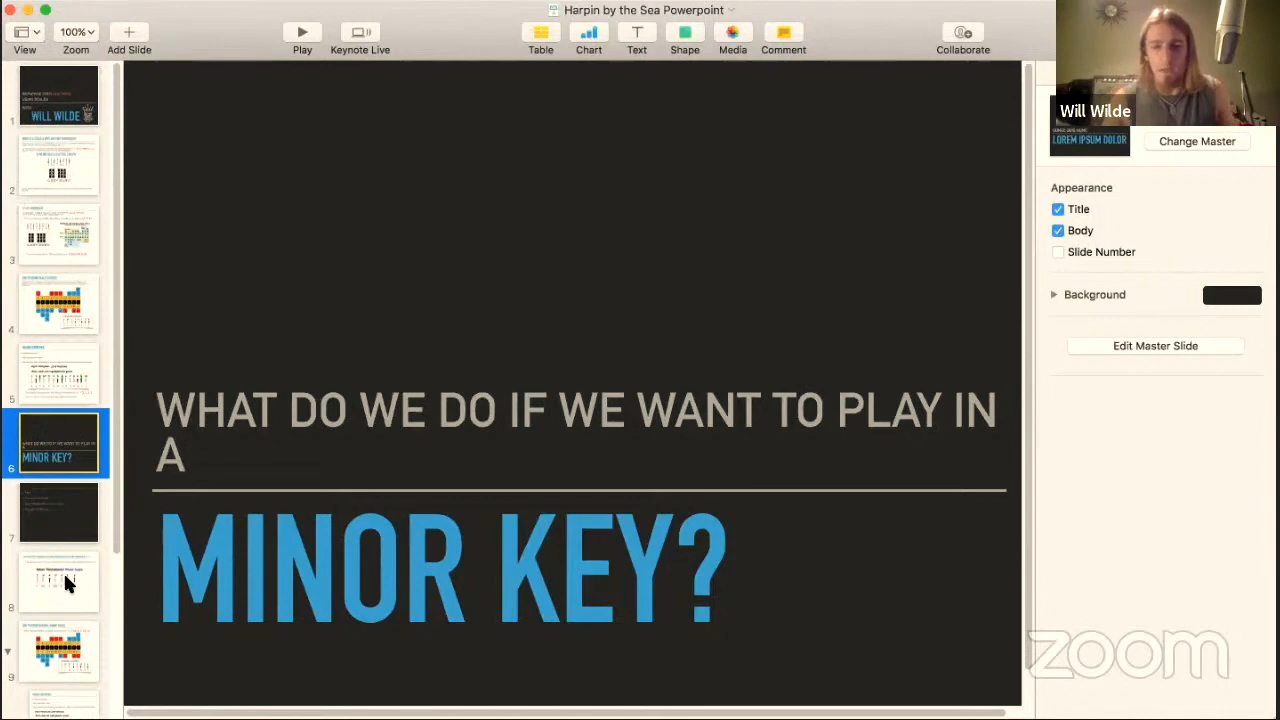 Harpin by the Sea Powerpoint
100%
View
Zoom
Add Slide
Play
Keynote Live
Table
Chart
Text
Shape
Media
Comment
Collaborate
Will Wilde
LOREM IPSUM DOLOR
Change Master
Appearance
Title
Body
Slide Number
Background
Edit Master Slide
1
WILL WILDE
2
3
4
5
6
MINOR KEY?
7
8
9
WHAT DO WE DO IF WE WANT TO PLAY IN
A
MINOR KEY?
zoom